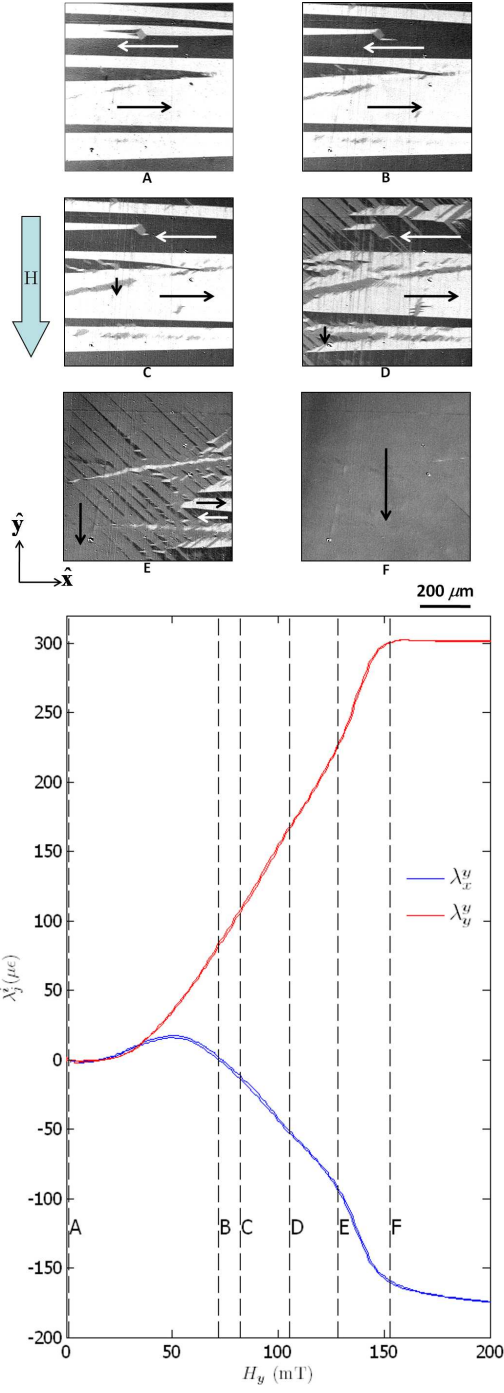 A
B
H
C
D
ŷ
E
F
x̂
200 μm
300
250
200
150
λ_x^y
λ_y^y
100
λ_j^i(με)
50
0
-50
-100
A B C D E F
-150
-200
0 50 100 150 200
H_y (mT)